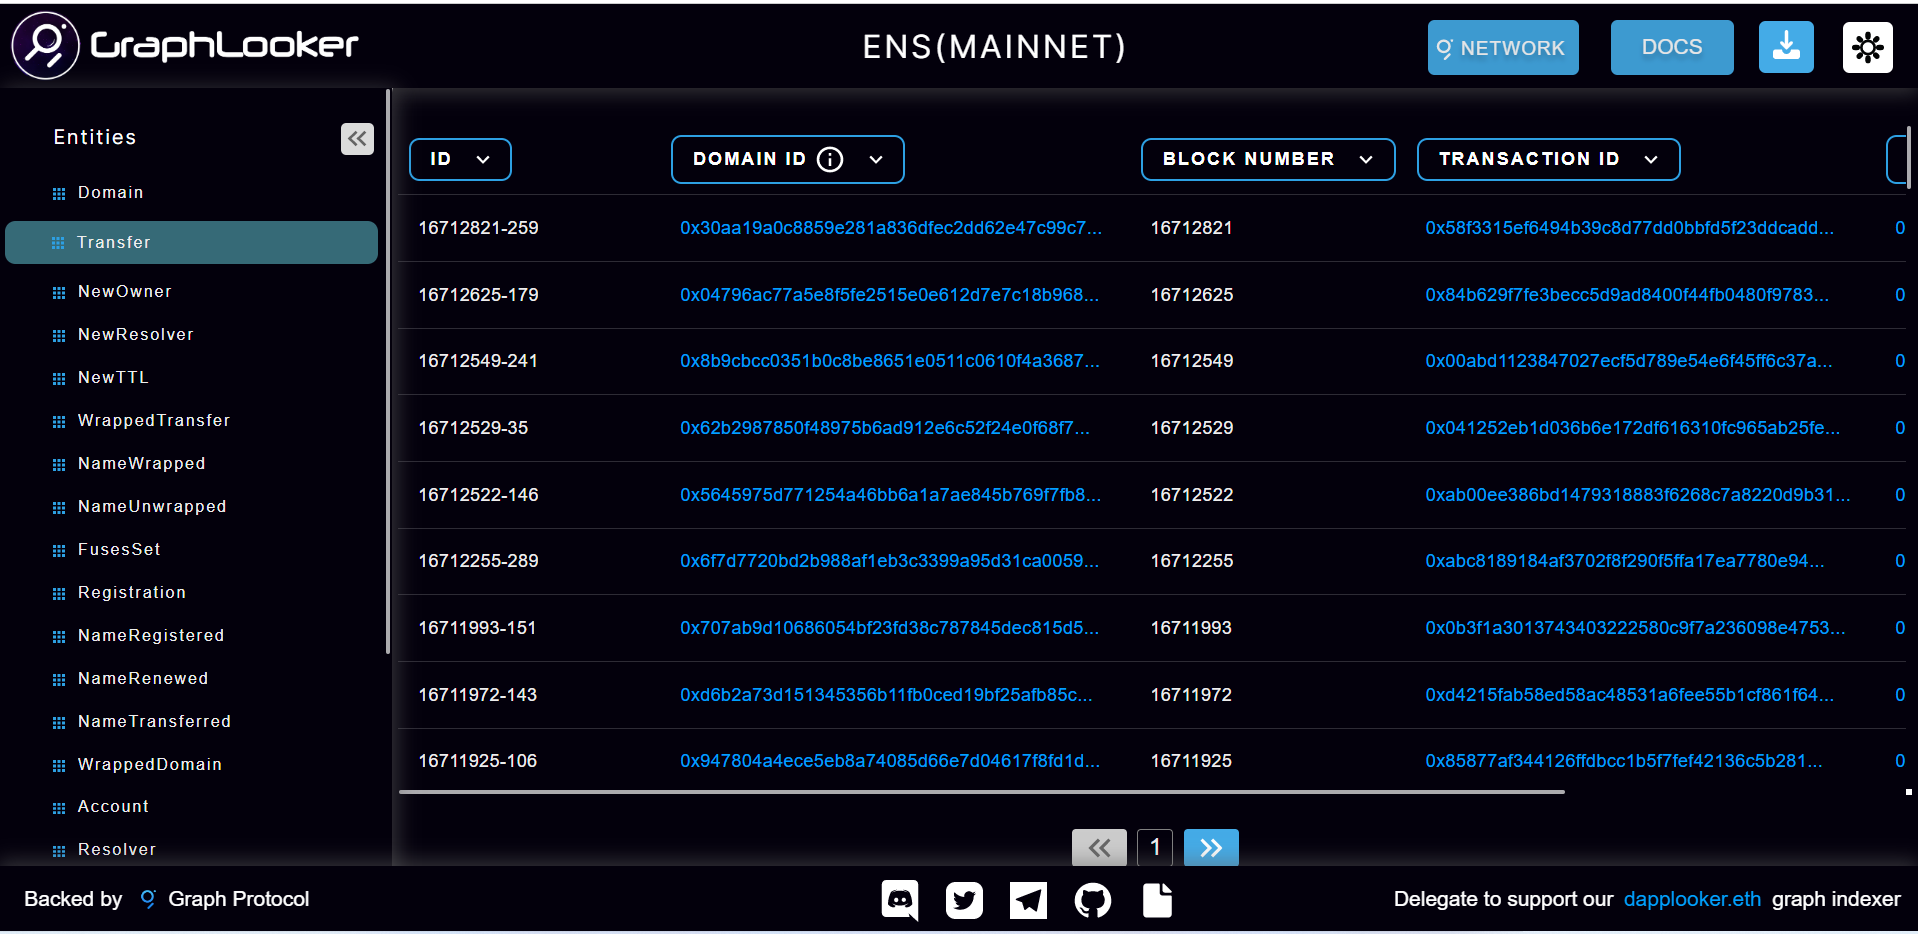 GraphLooker
ENS(MAINNET)
NETWORK
DOCS
Entities
Domain
Transfer
NewOwner
NewResolver
NewTTL
WrappedTransfer
NameWrapped
NameUnwrapped
FusesSet
Registration
NameRegistered
NameRenewed
NameTransferred
WrappedDomain
Account
Resolver
ID DOMAIN ID BLOCK NUMBER TRANSACTION ID
16712821-259 0x30aa19a0c8859e281a836dfec2dd62e47c99c7... 16712821 0x58f3315ef6494b39c8d77dd0bbfd5f23ddcadd... 0
16712625-179 0x04796ac77a5e8f5fe2515e0e612d7e7c18b968... 16712625 0x84b629f7fe3becc5d9ad8400f44fb0480f9783... 0
16712549-241 0x8b9cbcc0351b0c8be8651e0511c0610f4a3687... 16712549 0x00abd1123847027ecf5d789e54e6f45ff6c37a... 0
16712529-35 0x62b2987850f48975b6ad912e6c52f24e0f68f7... 16712529 0x041252eb1d036b6e172df616310fc965ab25fe... 0
16712522-146 0x5645975d771254a46bb6a1a7ae845b769f7fb8... 16712522 0xab00ee386bd1479318883f6268c7a8220d9b31... 0
16712255-289 0x6f7d7720bd2b988af1eb3c3399a95d31ca0059... 16712255 0xabc8189184af3702f8f290f5ffa17ea7780e94... 0
16711993-151 0x707ab9d10686054bf23fd38c787845dec815d5... 16711993 0x0b3f1a3013743403222580c9f7a236098e4753... 0
16711972-143 0xd6b2a73d151345356b11fb0ced19bf25afb85c... 16711972 0xd4215fab58ed58ac48531a6fee55b1cf861f64... 0
16711925-106 0x947804a4ece5eb8a74085d66e7d04617f8fd1d... 16711925 0x85877af344126ffdbcc1b5f7fef42136c5b281... 0
1
Backed by Graph Protocol
Delegate to support our dapplooker.eth graph indexer